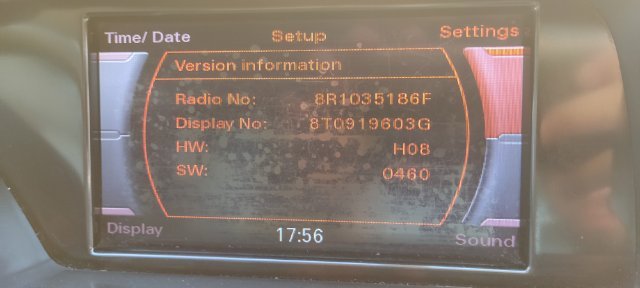 Time/ Date Setup Settings
Version information
Radio No: 8R1035186F
Display No: 8T0919603G
HW: H08
SW: 0460
Display 17:56 Sound